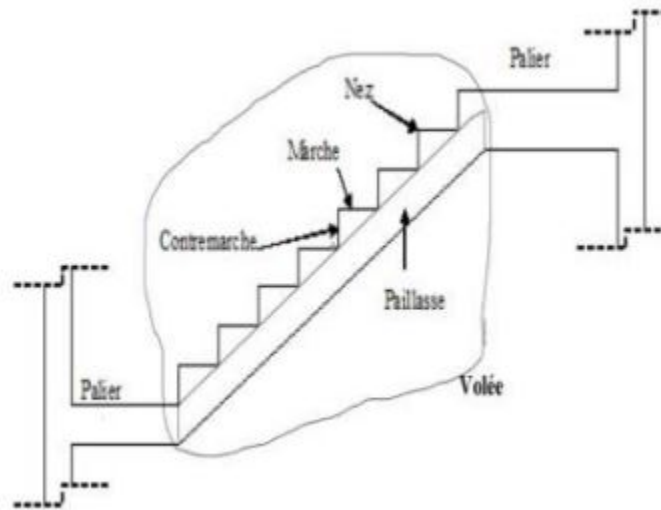 Palier
Nez
Marche
Contremarche
Paillasse
Palier
Volée